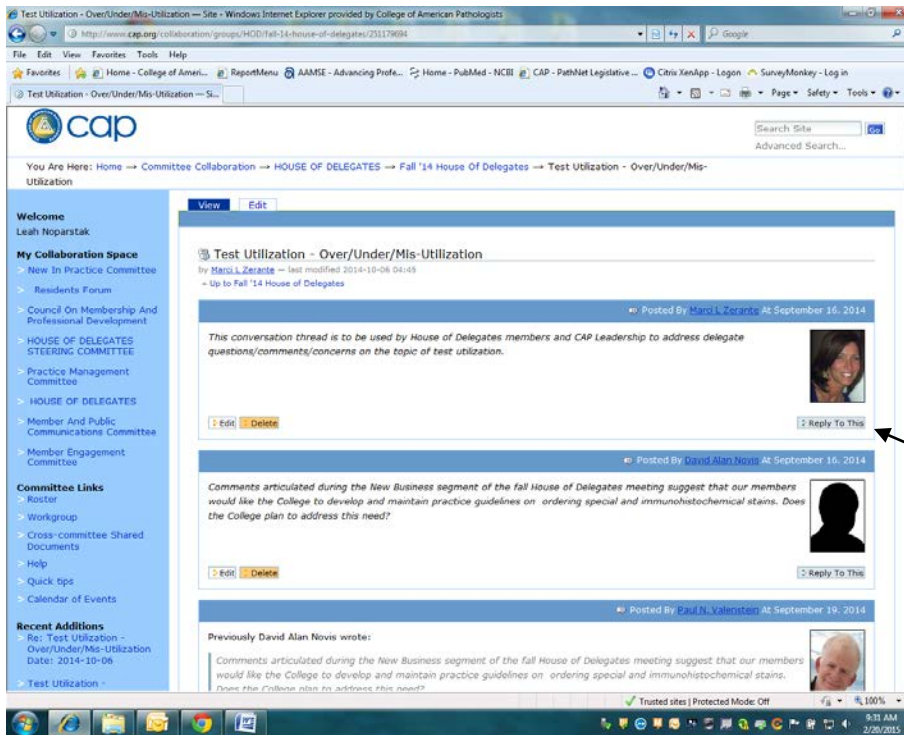 Test Utilization - Over/Under/Mis-Utilization — Site - Windows Internet Explorer provided by College of American Pathologists
http://www.cap.org/collaboration/groups/HOD/fall-14-house-of-delegates/251179694
Google
File Edit View Favorites Tools Help
Favorites Home - College of Ameri... ReportMenu AAMSE - Advancing Profe... Home - PubMed - NCBI CAP - PathNet Legislative ... Citrix XenApp - Logon SurveyMonkey - Log in
Test Utilization - Over/Under/Mis-Utilization — Si... Page Safety Tools
cap
Search Site Go
Advanced Search...
You Are Here: Home → Committee Collaboration → HOUSE OF DELEGATES → Fall '14 House Of Delegates → Test Utilization - Over/Under/Mis-
Utilization
View Edit
Welcome
Leah Noparstak
My Collaboration Space
New In Practice Committee
Residents Forum
Council On Membership And
Professional Development
HOUSE OF DELEGATES
STEERING COMMITTEE
Practice Management
Committee
HOUSE OF DELEGATES
Member And Public
Communications Committee
Member Engagement
Committee
Committee Links
Roster
Workgroup
Cross-committee Shared
Documents
Help
Quick tips
Calendar of Events
Recent Additions
Re: Test Utilization -
Over/Under/Mis-Utilization
Date: 2014-10-06
Test Utilization -
Test Utilization - Over/Under/Mis-Utilization
by Marci L Zerante — last modified 2014-10-06 04:45
Up to Fall '14 House of Delegates
Posted By Marci L Zerante At September 16. 2014
This conversation thread is to be used by House of Delegates members and CAP Leadership to address delegate
questions/comments/concerns on the topic of test utilization.
Edit Delete Reply To This
Posted By David Alan Novis At September 16. 2014
Comments articulated during the New Business segment of the fall House of Delegates meeting suggest that our members
would like the College to develop and maintain practice guidelines on ordering special and immunohistochemical stains. Does
the College plan to address this need?
Edit Delete Reply To This
Posted By Paul N. Valenstein At September 19. 2014
Previously David Alan Novis wrote:
Comments articulated during the New Business segment of the fall House of Delegates meeting suggest that our members
would like the College to develop and maintain practice guidelines on ordering special and immunohistochemical stains.
Does the College plan to address this need?
Trusted sites | Protected Mode: Off 100%
9:31 AM
2/20/2015